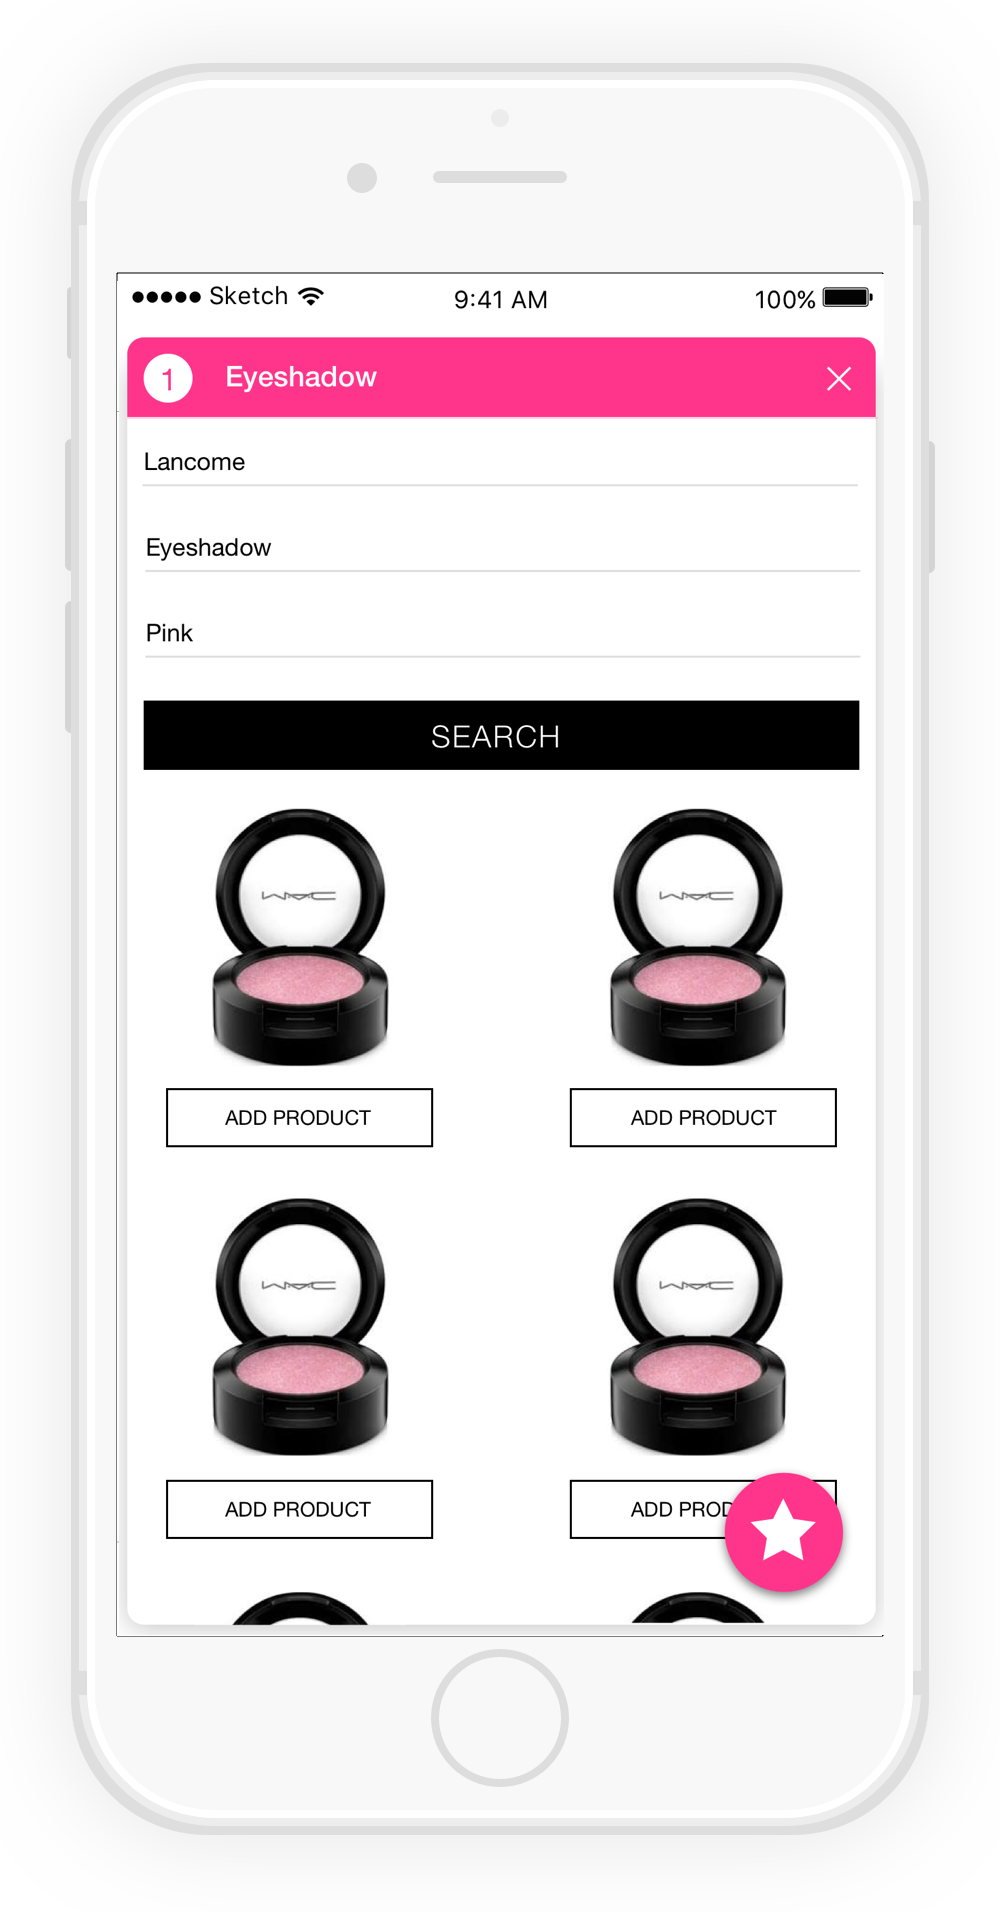 Sketch
9:41 AM
100%
1 Eyeshadow
Lancome
Eyeshadow
Pink
SEARCH
MAC
MAC
ADD PRODUCT
ADD PRODUCT
MAC
MAC
ADD PRODUCT
ADD PROD